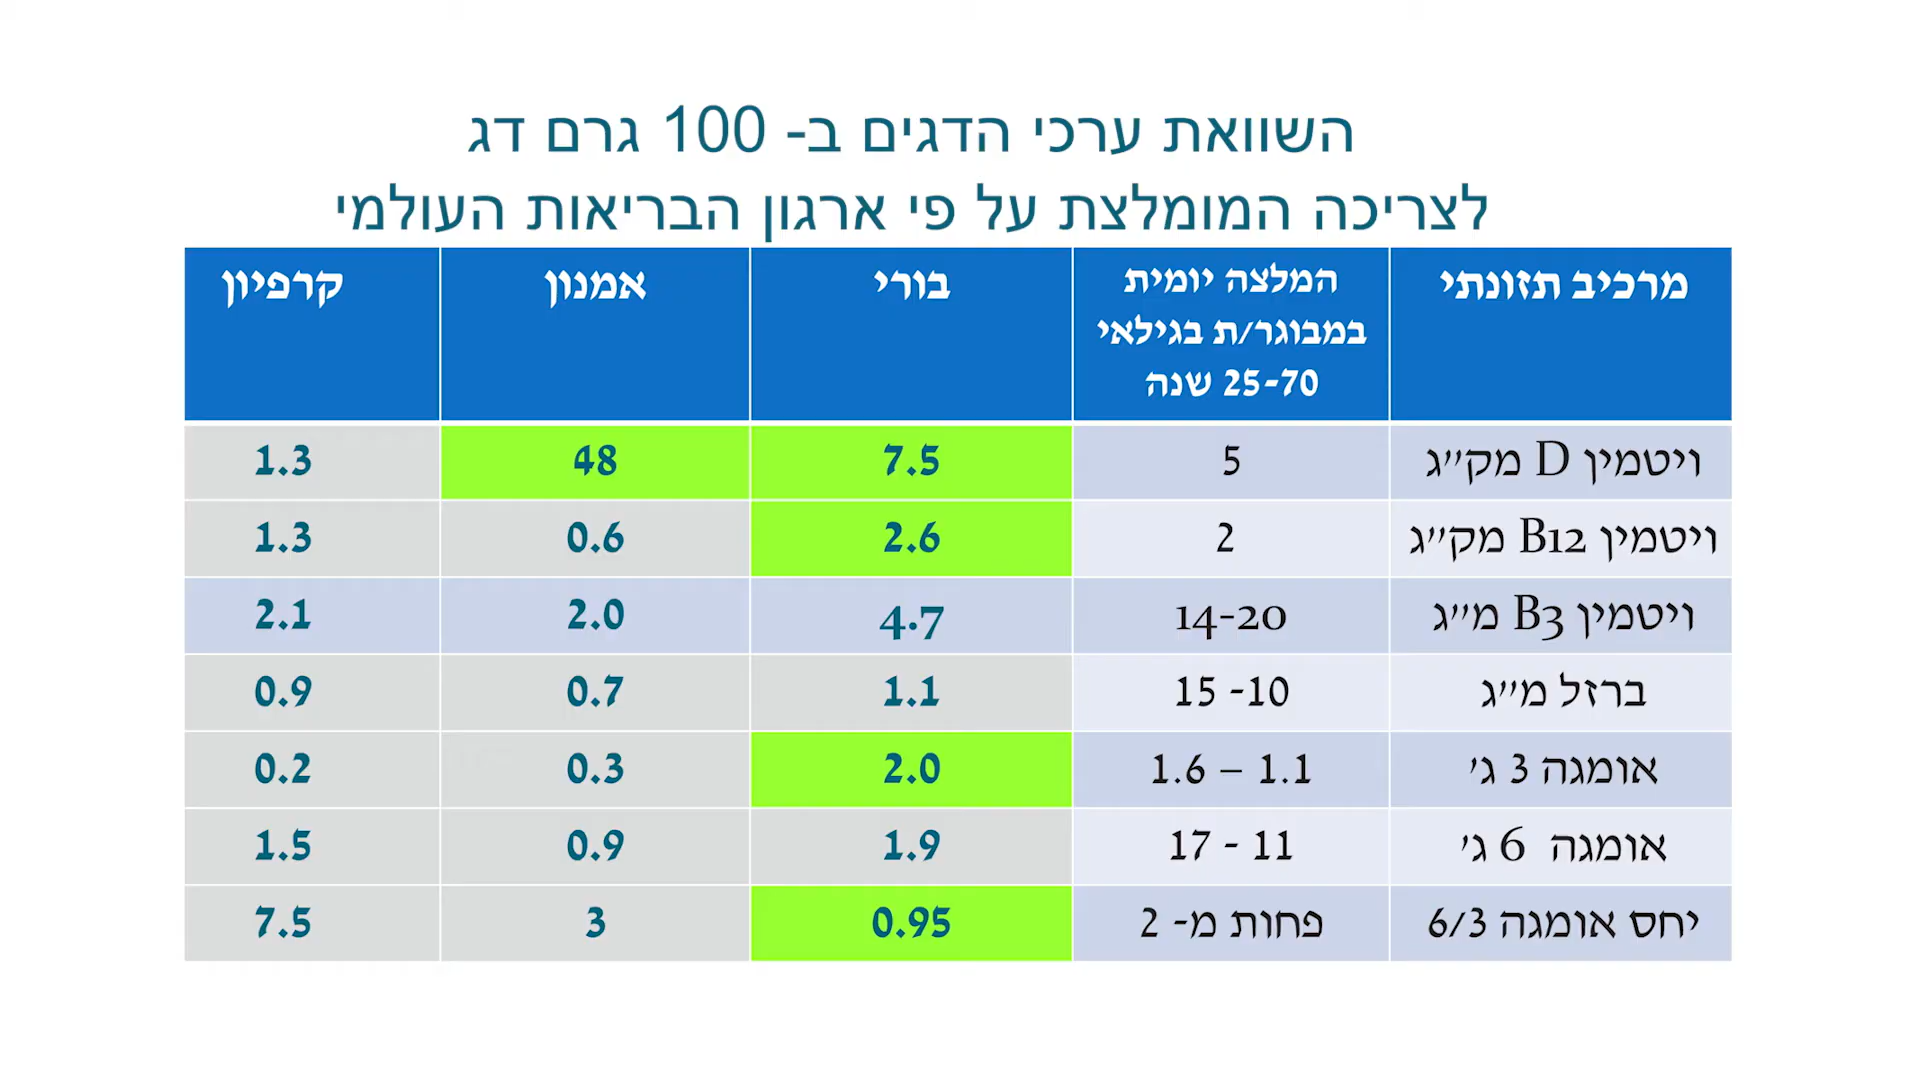 השוואת ערכי הדגים ב- 100 גרם דג
לצריכה המומלצת על פי ארגון הבריאות העולמי
מרכיב תזונתי המלצה יומית במבוגר/ת בגילאי 25-70 שנה בורי אמנון קרפיון
ויטמין D מק״ג 5 7.5 48 1.3
ויטמין B12 מק״ג 2 2.6 0.6 1.3
ויטמין B3 מ״ג 14-20 4.7 2.0 2.1
ברזל מ״ג 15 -10 1.1 0.7 0.9
אומגה 3 ג׳ 1.6 – 1.1 2.0 0.3 0.2
אומגה 6 ג׳ 17 - 11 1.9 0.9 1.5
יחס אומגה 6/3 פחות מ- 2 0.95 3 7.5